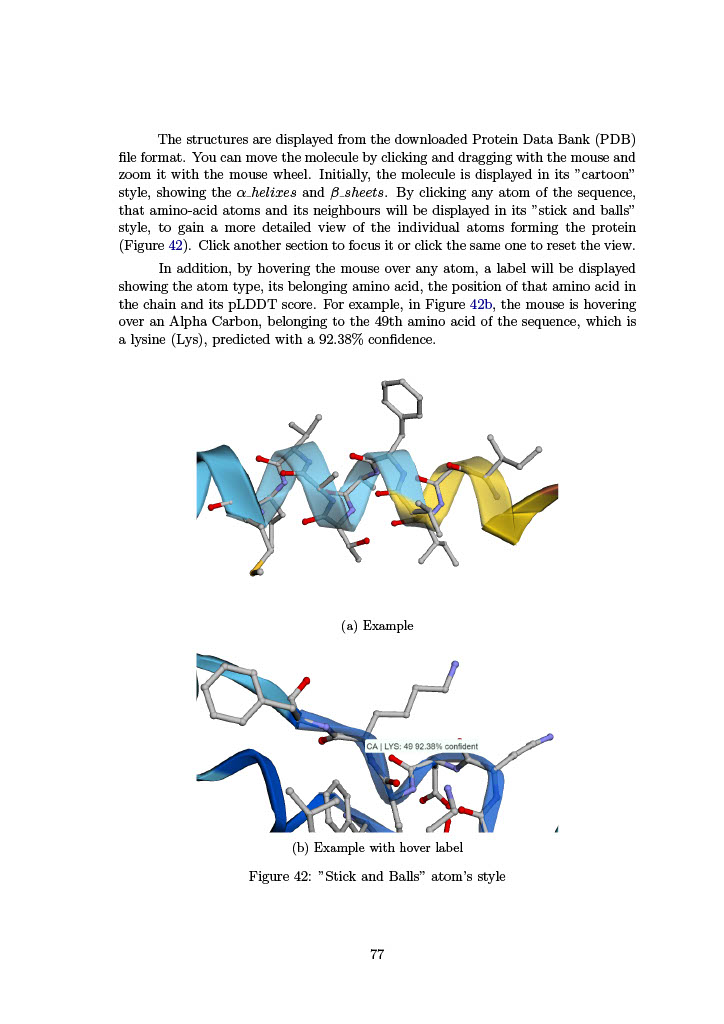 The structures are displayed from the downloaded Protein Data Bank (PDB)
file format. You can move the molecule by clicking and dragging with the mouse and
zoom it with the mouse wheel. Initially, the molecule is displayed in its ”cartoon”
style, showing the α_helixes and β_sheets. By clicking any atom of the sequence,
that amino-acid atoms and its neighbours will be displayed in its ”stick and balls”
style, to gain a more detailed view of the individual atoms forming the protein
(Figure 42). Click another section to focus it or click the same one to reset the view.
In addition, by hovering the mouse over any atom, a label will be displayed
showing the atom type, its belonging amino acid, the position of that amino acid in
the chain and its pLDDT score. For example, in Figure 42b, the mouse is hovering
over an Alpha Carbon, belonging to the 49th amino acid of the sequence, which is
a lysine (Lys), predicted with a 92.38% confidence.
(a) Example
CA | LYS: 49 92.38% confident
(b) Example with hover label
Figure 42: ”Stick and Balls” atom’s style
77